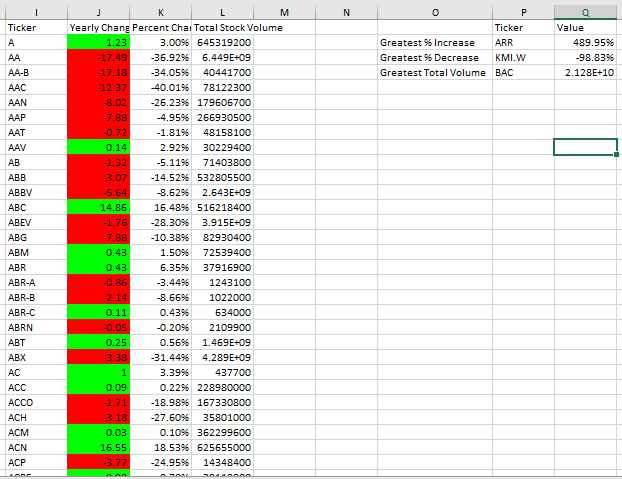 I J K L M N O P Q
Ticker Yearly Chang Percent Chan Total Stock Volume Ticker Value
A 1.23 3.00% 645319200 Greatest % Increase ARR 489.95%
AA -17.49 -36.92% 6.449E+09 Greatest % Decrease KMI.W -98.83%
AA-B -17.18 -34.05% 40441700 Greatest Total Volume BAC 2.128E+10
AAC -12.37 -40.01% 78122300
AAN -8.02 -26.23% 179606700
AAP -7.88 -4.95% 266930500
AAT -0.72 -1.81% 48158100
AAV 0.14 2.92% 30229400
AB -1.32 -5.11% 71403800
ABB -3.07 -14.52% 532805500
ABBV -5.64 -8.62% 2.643E+09
ABC 14.86 16.48% 516218400
ABEV -1.76 -28.30% 3.915E+09
ABG -7.88 -10.38% 82930400
ABM 0.43 1.50% 72539400
ABR 0.43 6.35% 37916900
ABR-A -0.86 -3.44% 1243100
ABR-B -2.14 -8.66% 1022000
ABR-C 0.11 0.43% 634000
ABRN -0.05 -0.20% 2109900
ABT 0.25 0.56% 1.469E+09
ABX -3.38 -31.44% 4.289E+09
AC 1 3.39% 437700
ACC 0.09 0.22% 228980000
ACCO -1.71 -18.98% 167330800
ACH -3.18 -27.60% 35801000
ACM 0.03 0.10% 362299600
ACN 16.55 18.53% 625655000
ACP -3.77 -24.95% 14348400